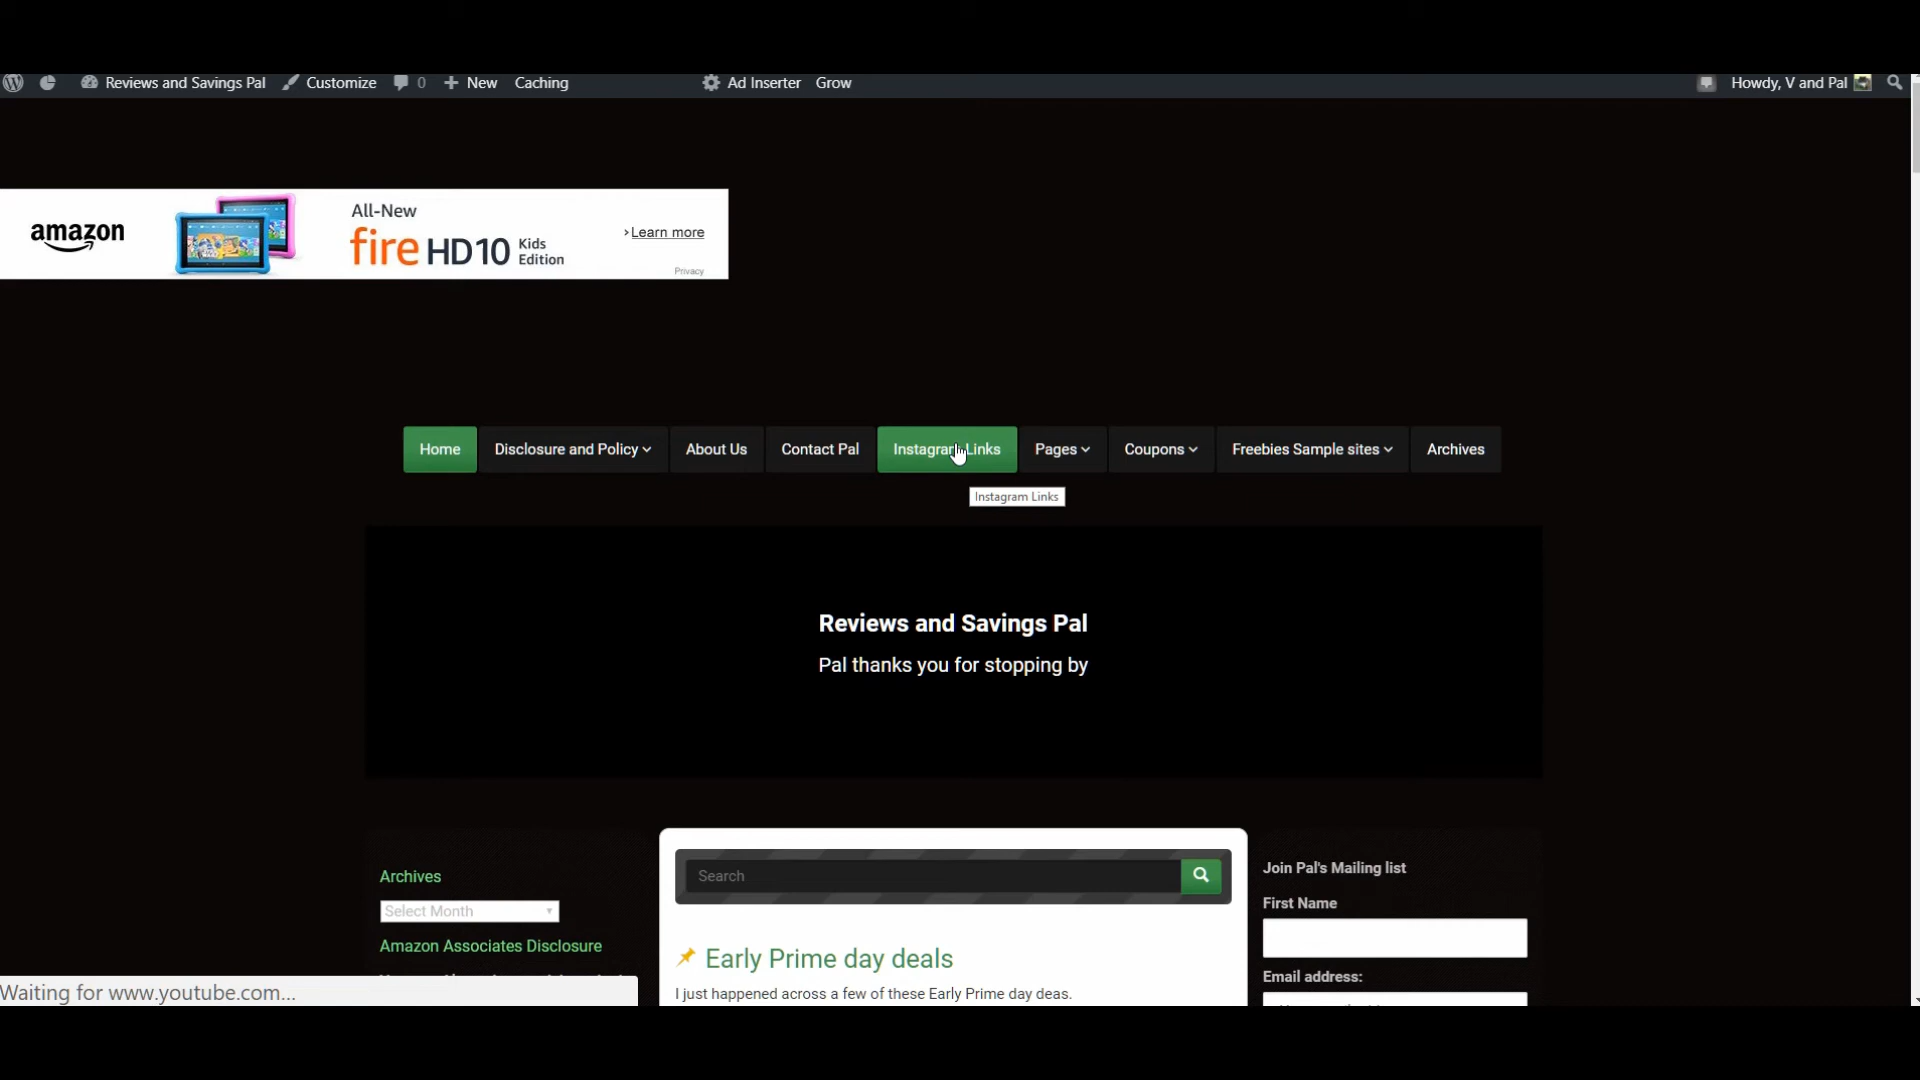 Reviews and Savings Pal Customize 0 New Caching Ad Inserter Grow Howdy, V and Pal
amazon
All-New
fire HD10 Kids Edition
Learn more
Privacy
Home Disclosure and Policy About Us Contact Pal Instagram Links Pages Coupons Freebies Sample sites Archives
Instagram Links
Reviews and Savings Pal
Pal thanks you for stopping by
Archives
Select Month
Amazon Associates Disclosure
Search
Early Prime day deals
I just happened across a few of these Early Prime day deas.
Join Pal's Mailing list
First Name
Email address:
Waiting for www.youtube.com...